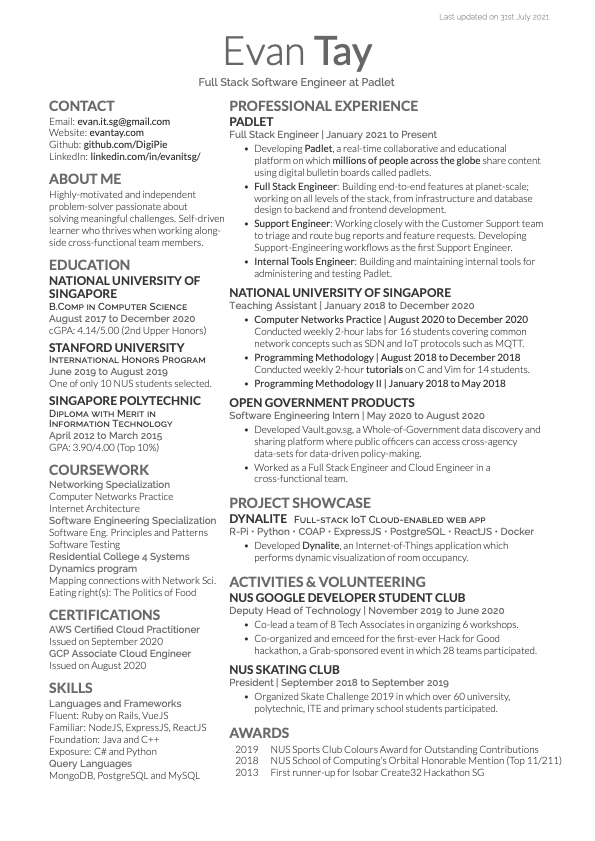 Last updated on 31st July 2021
Evan Tay
Full Stack Software Engineer at Padlet
CONTACT
Email: evan.it.sg@gmail.com
Website: evantay.com
Github: github.com/DigiPie
LinkedIn: linkedin.com/in/evanitsg/
ABOUT ME
Highly-motivated and independent
problem-solver passionate about
solving meaningful challenges. Self-driven
learner who thrives when working along-
side cross-functional team members.
EDUCATION
NATIONAL UNIVERSITY OF
SINGAPORE
B.Comp in Computer Science
August 2017 to December 2020
cGPA: 4.14/5.00 (2nd Upper Honors)
STANFORD UNIVERSITY
International Honors Program
June 2019 to August 2019
One of only 10 NUS students selected.
SINGAPORE POLYTECHNIC
Diploma with Merit in
Information Technology
April 2012 to March 2015
GPA: 3.90/4.00 (Top 10%)
COURSEWORK
Networking Specialization
Computer Networks Practice
Internet Architecture
Software Engineering Specialization
Software Eng. Principles and Patterns
Software Testing
Residential College 4 Systems
Dynamics program
Mapping connections with Network Sci.
Eating right(s): The Politics of Food
CERTIFICATIONS
AWS Certified Cloud Practitioner
Issued on September 2020
GCP Associate Cloud Engineer
Issued on August 2020
SKILLS
Languages and Frameworks
Fluent: Ruby on Rails, VueJS
Familiar: NodeJS, ExpressJS, ReactJS
Foundation: Java and C++
Exposure: C# and Python
Query Languages
MongoDB, PostgreSQL and MySQL
PROFESSIONAL EXPERIENCE
PADLET
Full Stack Engineer | January 2021 to Present
• Developing Padlet, a real-time collaborative and educational
platform on which millions of people across the globe share content
using digital bulletin boards called padlets.
• Full Stack Engineer: Building end-to-end features at planet-scale;
working on all levels of the stack, from infrastructure and database
design to backend and frontend development.
• Support Engineer: Working closely with the Customer Support team
to triage and route bug reports and feature requests. Developing
Support-Engineering workflows as the first Support Engineer.
• Internal Tools Engineer: Building and maintaining internal tools for
administering and testing Padlet.
NATIONAL UNIVERSITY OF SINGAPORE
Teaching Assistant | January 2018 to December 2020
• Computer Networks Practice | August 2020 to December 2020
Conducted weekly 2-hour labs for 16 students covering common
network concepts such as SDN and IoT protocols such as MQTT.
• Programming Methodology | August 2018 to December 2018
Conducted weekly 2-hour tutorials on C and Vim for 14 students.
• Programming Methodology II | January 2018 to May 2018
OPEN GOVERNMENT PRODUCTS
Software Engineering Intern | May 2020 to August 2020
• Developed Vault.gov.sg, a Whole-of-Government data discovery and
sharing platform where public officers can access cross-agency
data-sets for data-driven policy-making.
• Worked as a Full Stack Engineer and Cloud Engineer in a
cross-functional team.
PROJECT SHOWCASE
DYNALITE Full-stack IoT Cloud-enabled web app
R-Pi • Python • COAP • ExpressJS • PostgreSQL • ReactJS • Docker
• Developed Dynalite, an Internet-of-Things application which
performs dynamic visualization of room occupancy.
ACTIVITIES & VOLUNTEERING
NUS GOOGLE DEVELOPER STUDENT CLUB
Deputy Head of Technology | November 2019 to June 2020
• Co-lead a team of 8 Tech Associates in organizing 6 workshops.
• Co-organized and emceed for the first-ever Hack for Good
hackathon, a Grab-sponsored event in which 28 teams participated.
NUS SKATING CLUB
President | September 2018 to September 2019
• Organized Skate Challenge 2019 in which over 60 university,
polytechnic, ITE and primary school students participated.
AWARDS
2019 NUS Sports Club Colours Award for Outstanding Contributions
2018 NUS School of Computing's Orbital Honorable Mention (Top 11/211)
2013 First runner-up for Isobar Create32 Hackathon SG